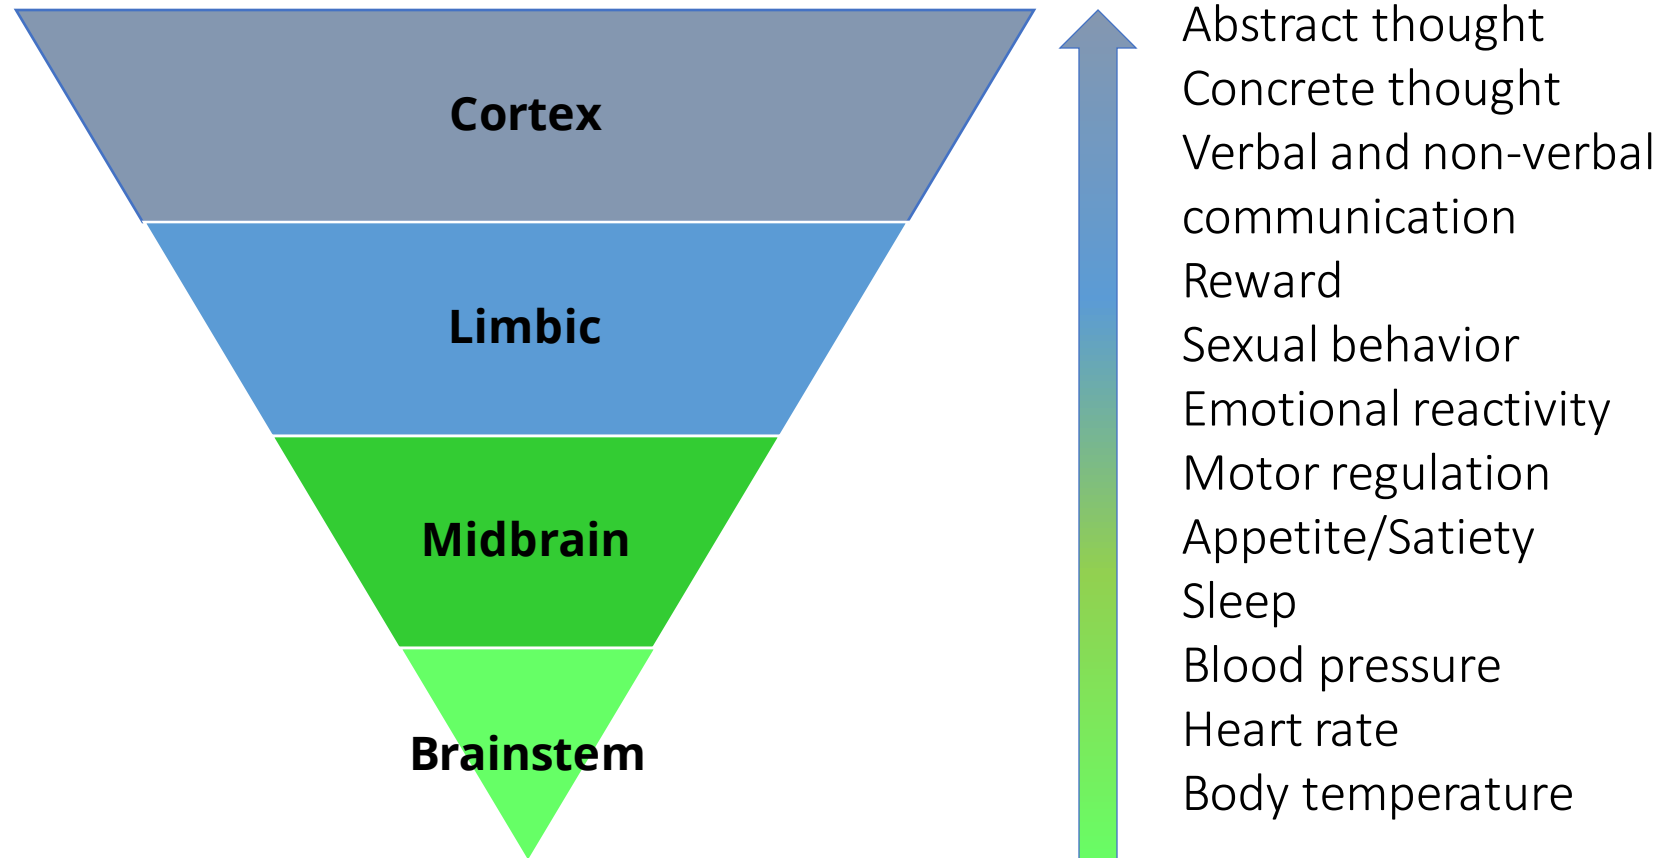 Cortex
Limbic
Midbrain
Brainstem
Abstract thought
Concrete thought
Verbal and non-verbal
communication
Reward
Sexual behavior
Emotional reactivity
Motor regulation
Appetite/Satiety
Sleep
Blood pressure
Heart rate
Body temperature